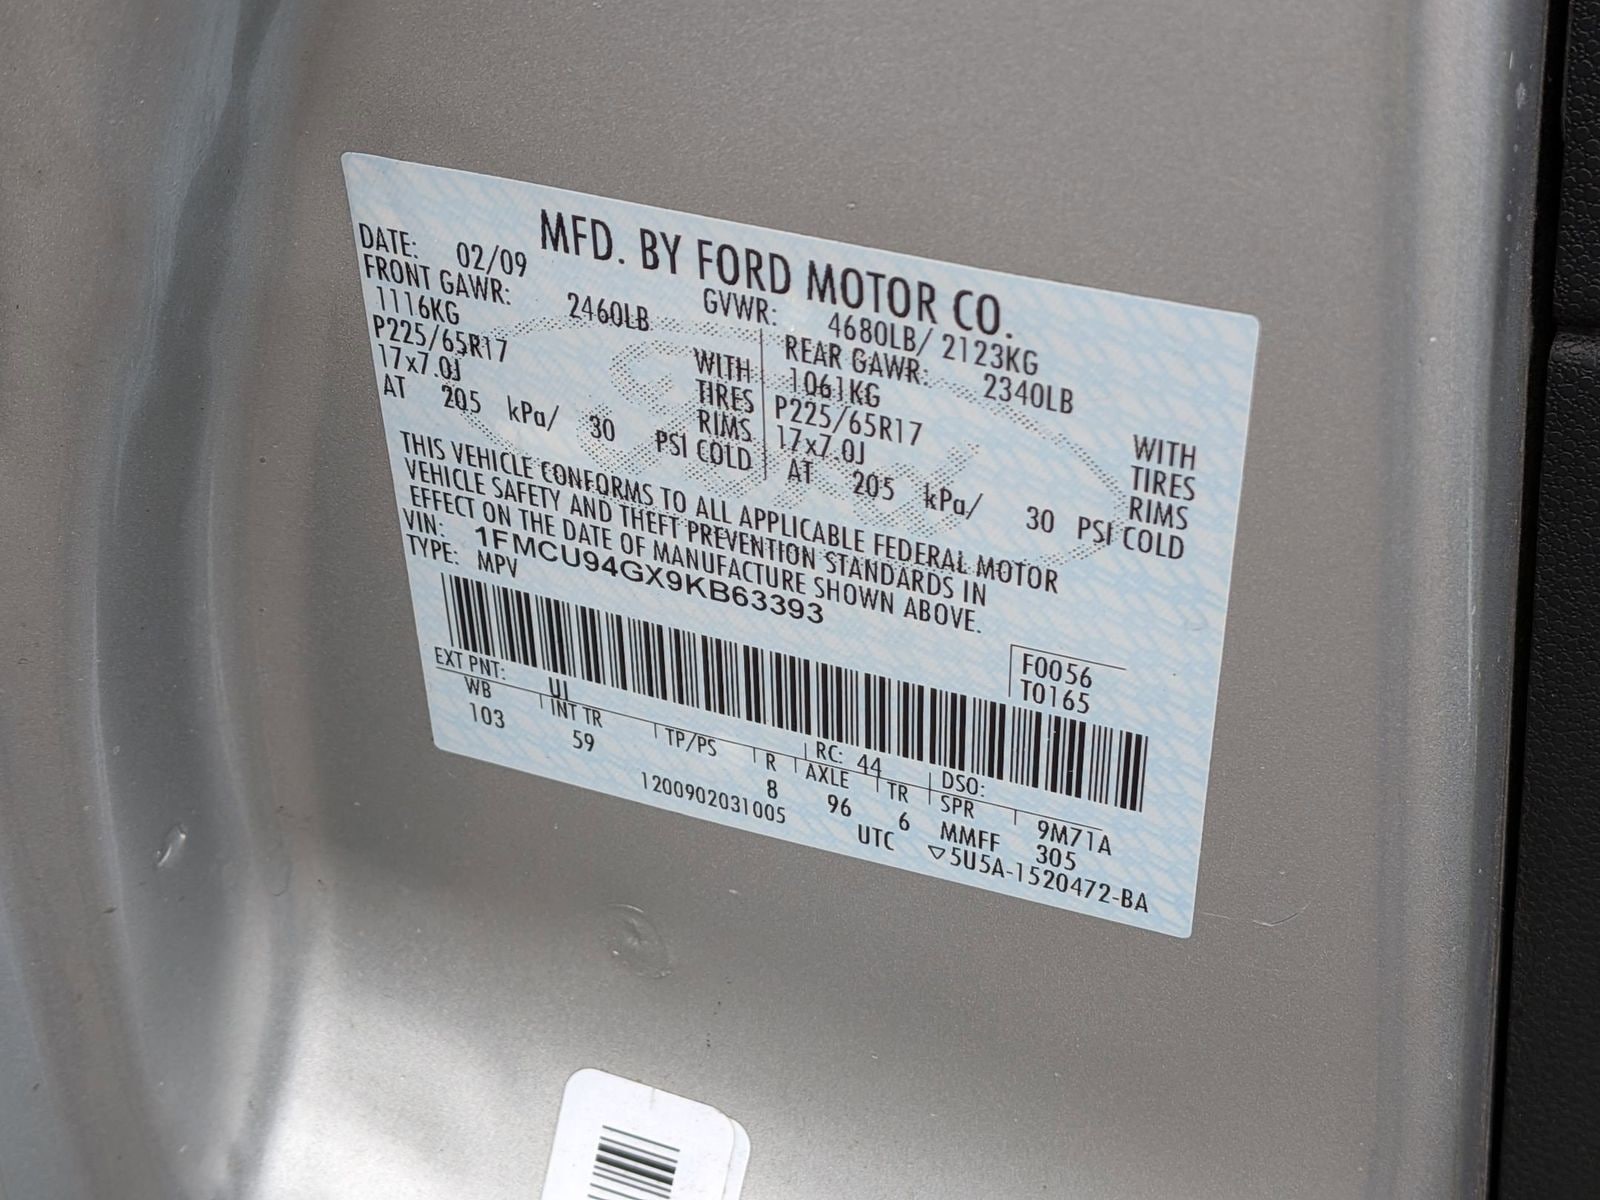 MFD. BY FORD MOTOR CO.
DATE: 02/09 GVWR: 4680LB/ 2123KG
FRONT GAWR: 2460LB REAR GAWR: 2340LB
1116KG WITH 1061KG WITH
P225/65R17 TIRES P225/65R17 TIRES
17x7.0J RIMS 17x7.0J RIMS
AT 205 kPa/ 30 PSI COLD AT 205 kPa/ 30 PSI COLD
THIS VEHICLE CONFORMS TO ALL APPLICABLE FEDERAL MOTOR
VEHICLE SAFETY AND THEFT PREVENTION STANDARDS IN
EFFECT ON THE DATE OF MANUFACTURE SHOWN ABOVE.
VIN: 1FMCU94GX9KB63393
TYPE: MPV
F0056
T0165
EXT PNT: UJ RC: 44 DSO:
WB INT TR TP/PS R AXLE TR SPR 9M71A
103 59 8 96 6 MMFF 305
1200902031005 UTC ▽5U5A-1520472-BA